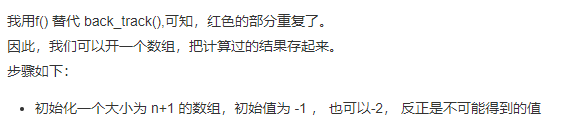 我用f() 替代 back_track(),可知，红色的部分重复了。
因此，我们可以开一个数组，把计算过的结果存起来。
步骤如下：
• 初始化一个大小为 n+1 的数组，初始值为 -1 ， 也可以-2， 反正是不可能得到的值